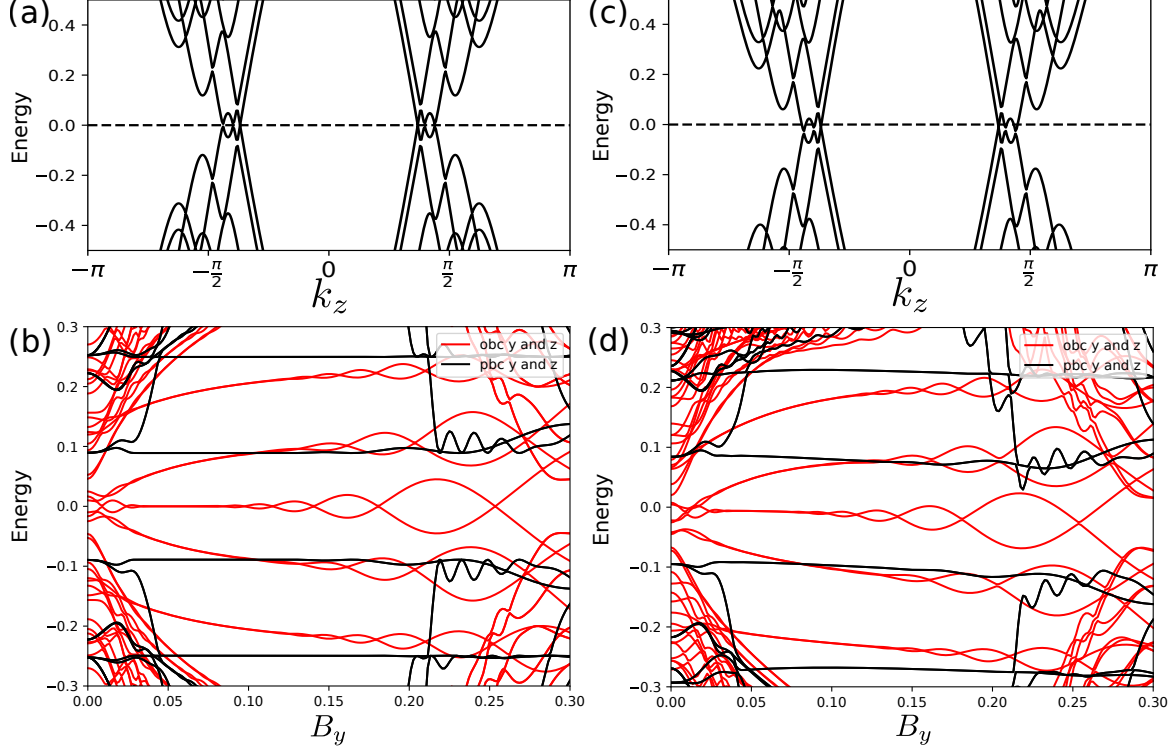 (a)
0.4
0.2
0.0
−0.2
−0.4
Energy
−π
−π/2
0
π/2
π
k_z
(c)
0.4
0.2
0.0
−0.2
−0.4
Energy
−π
−π/2
0
π/2
π
k_z
(b)
0.3
0.2
0.1
0.0
−0.1
−0.2
−0.3
Energy
obc y and z
pbc y and z
0.00
0.05
0.10
0.15
0.20
0.25
0.30
B_y
(d)
0.3
0.2
0.1
0.0
−0.1
−0.2
−0.3
Energy
obc y and z
pbc y and z
0.00
0.05
0.10
0.15
0.20
0.25
0.30
B_y